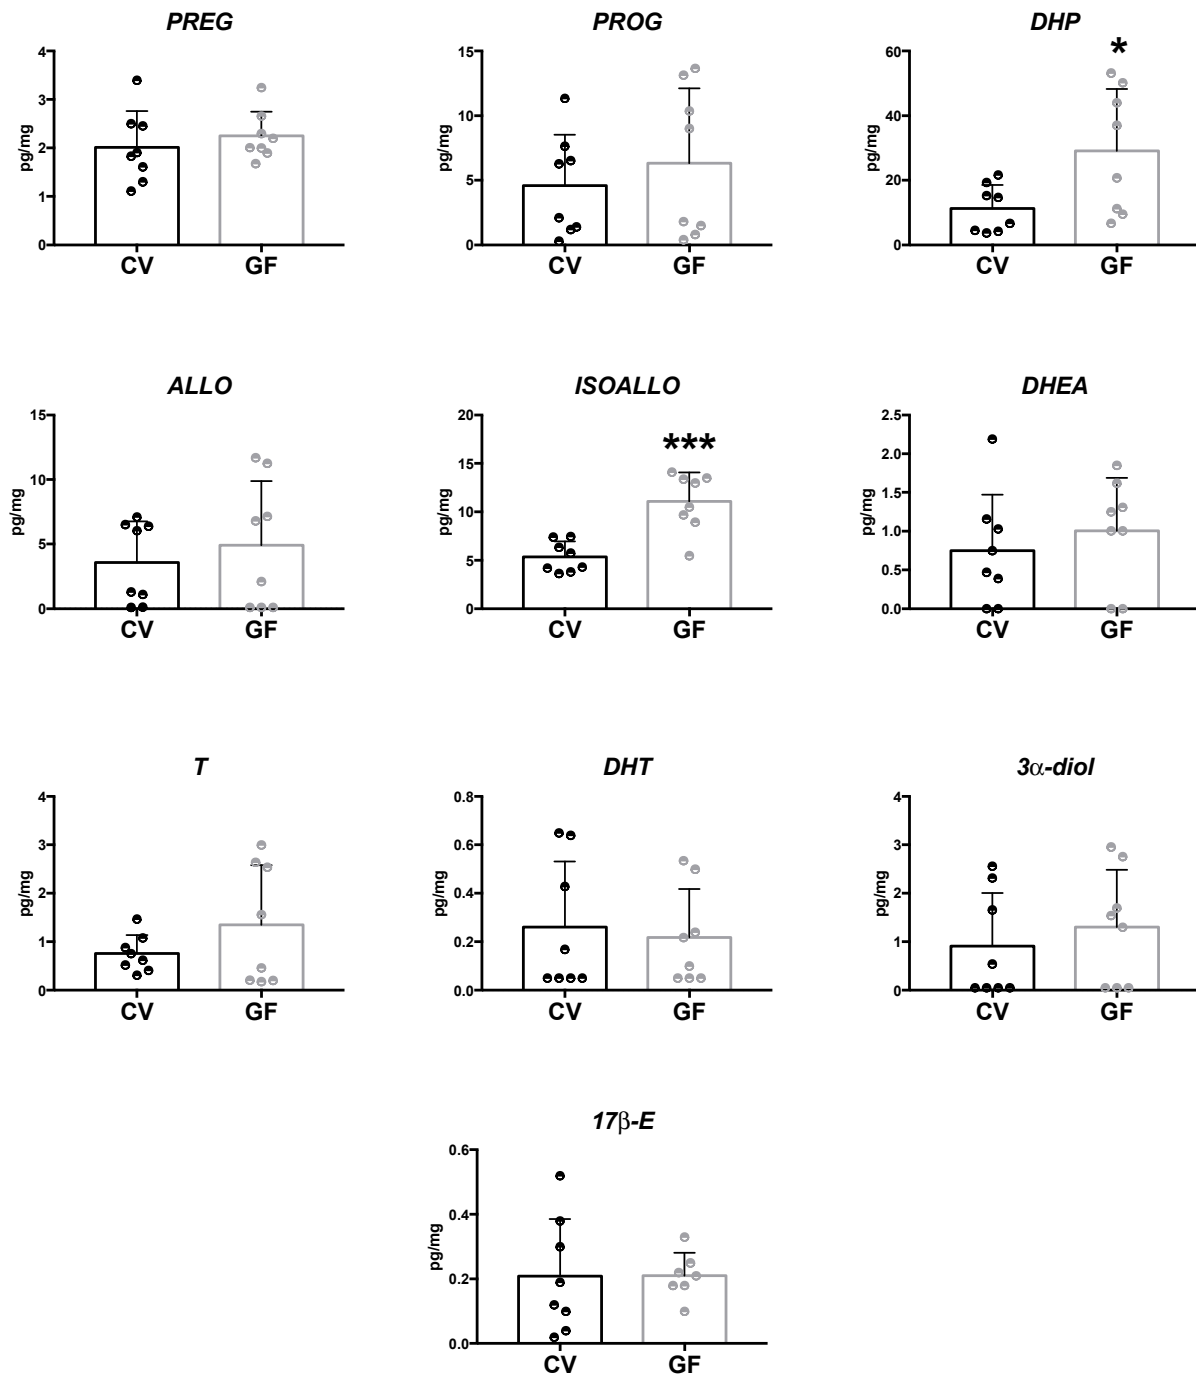 PREG
4
3
2
1
0
pg/mg
CV GF
PROG
15
10
5
0
pg/mg
CV GF
DHP
*
60
40
20
0
pg/mg
CV GF
ALLO
15
10
5
0
pg/mg
CV GF
ISOALLO
***
20
15
10
5
0
pg/mg
CV GF
DHEA
2.5
2.0
1.5
1.0
0.5
0.0
pg/mg
CV GF
T
4
3
2
1
0
pg/mg
CV GF
DHT
0.8
0.6
0.4
0.2
0.0
pg/mg
CV GF
3α-diol
4
3
2
1
0
pg/mg
CV GF
17β-E
0.6
0.4
0.2
0.0
pg/mg
CV GF